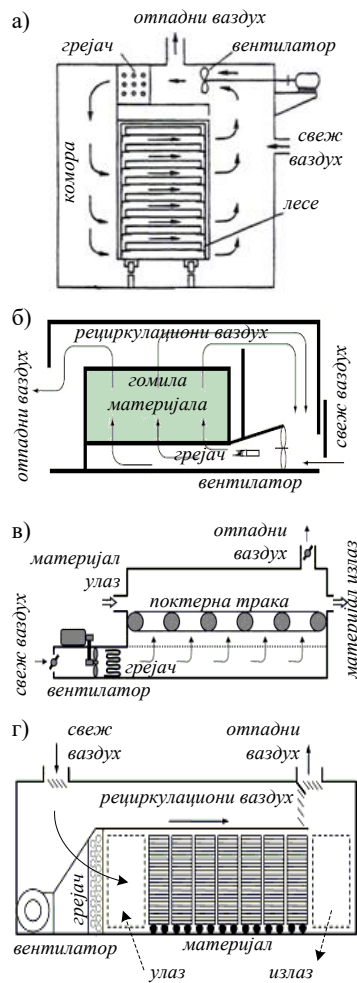 а)
отпадни ваздух
грејач
вентилатор
комора
свеж
ваздух
лесе
б)
рециркулациони ваздух
отпадни ваздух
гомила
материјала
свеж ваздух
грејач
вентилатор
в)
отпадни
ваздух
материјал
улаз
материјал излаз
поктерна трака
свеж ваздух
грејач
вентилатор
г)
свеж
ваздух
отпадни
ваздух
рециркулациони ваздух
грејач
вентилатор
материјал
улаз
излаз